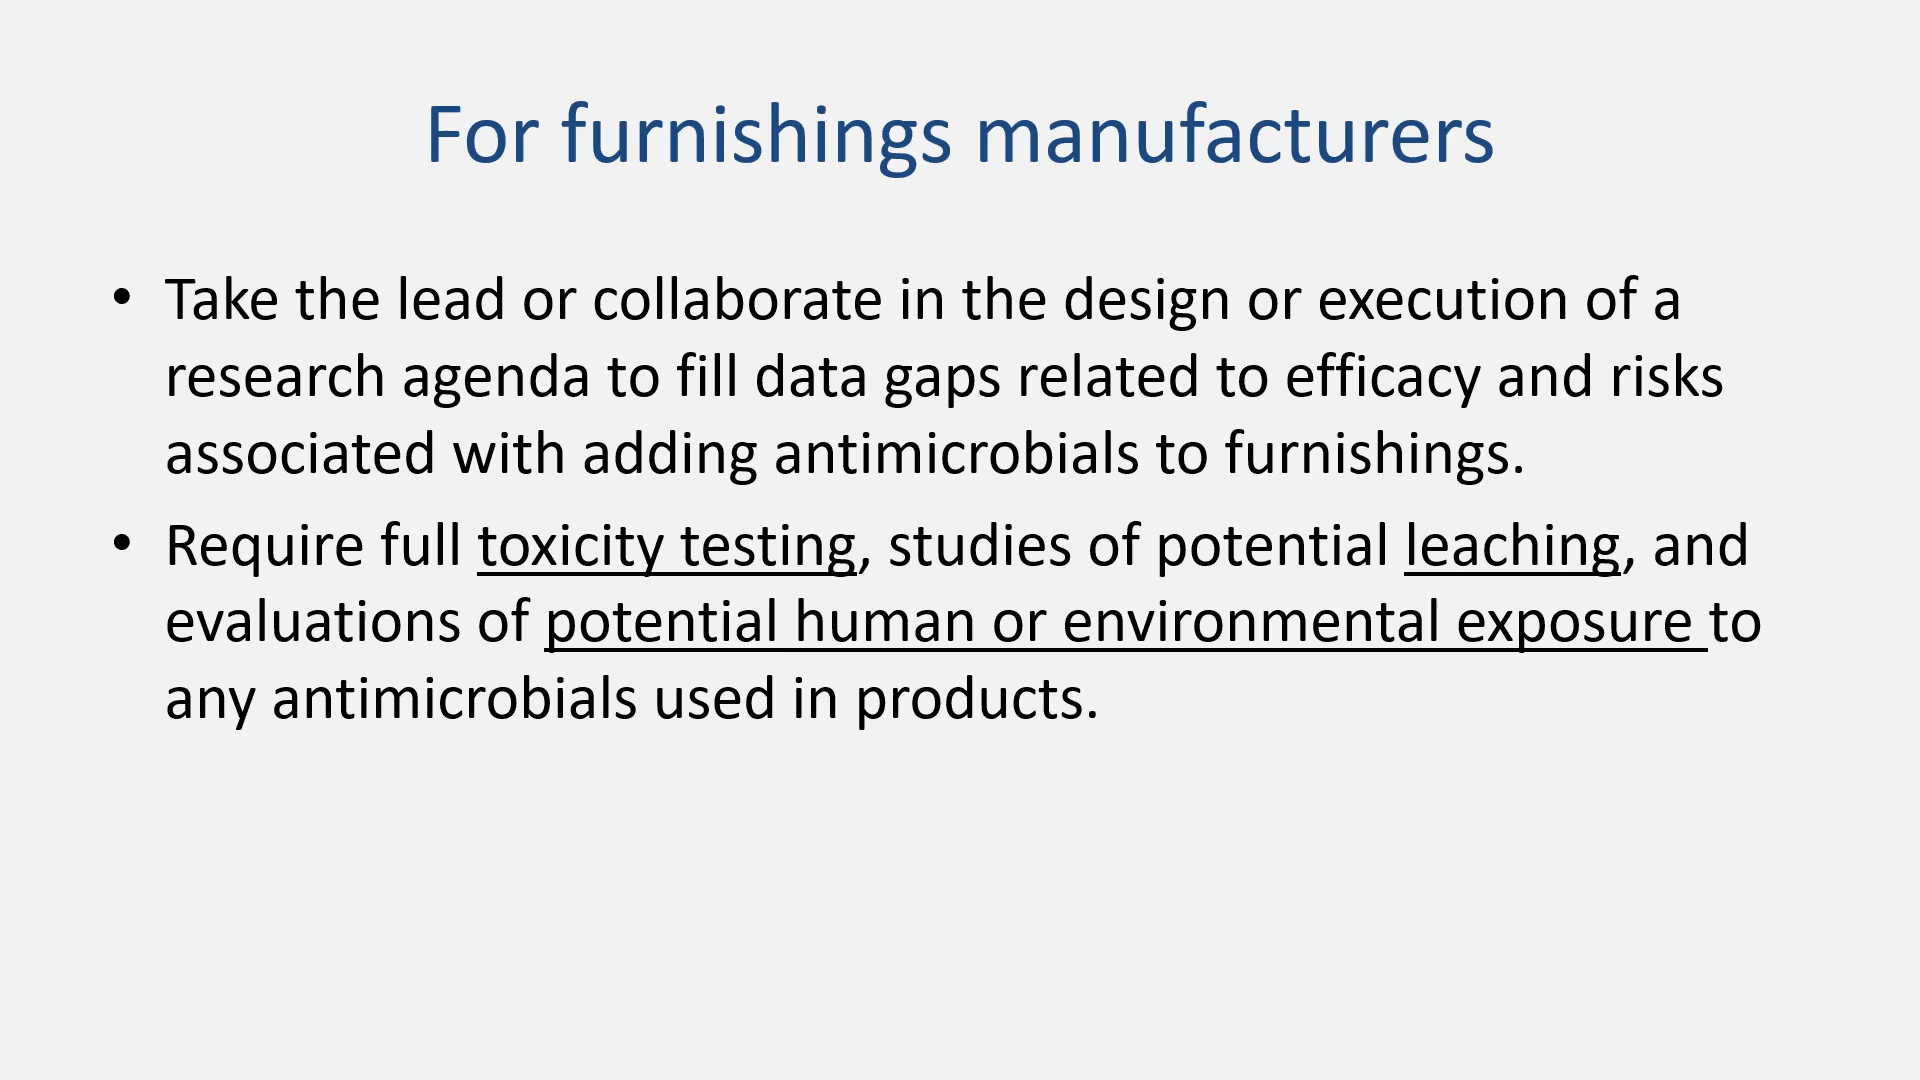 For furnishings manufacturers
• Take the lead or collaborate in the design or execution of a
research agenda to fill data gaps related to efficacy and risks
associated with adding antimicrobials to furnishings.
• Require full toxicity testing, studies of potential leaching, and
evaluations of potential human or environmental exposure to
any antimicrobials used in products.